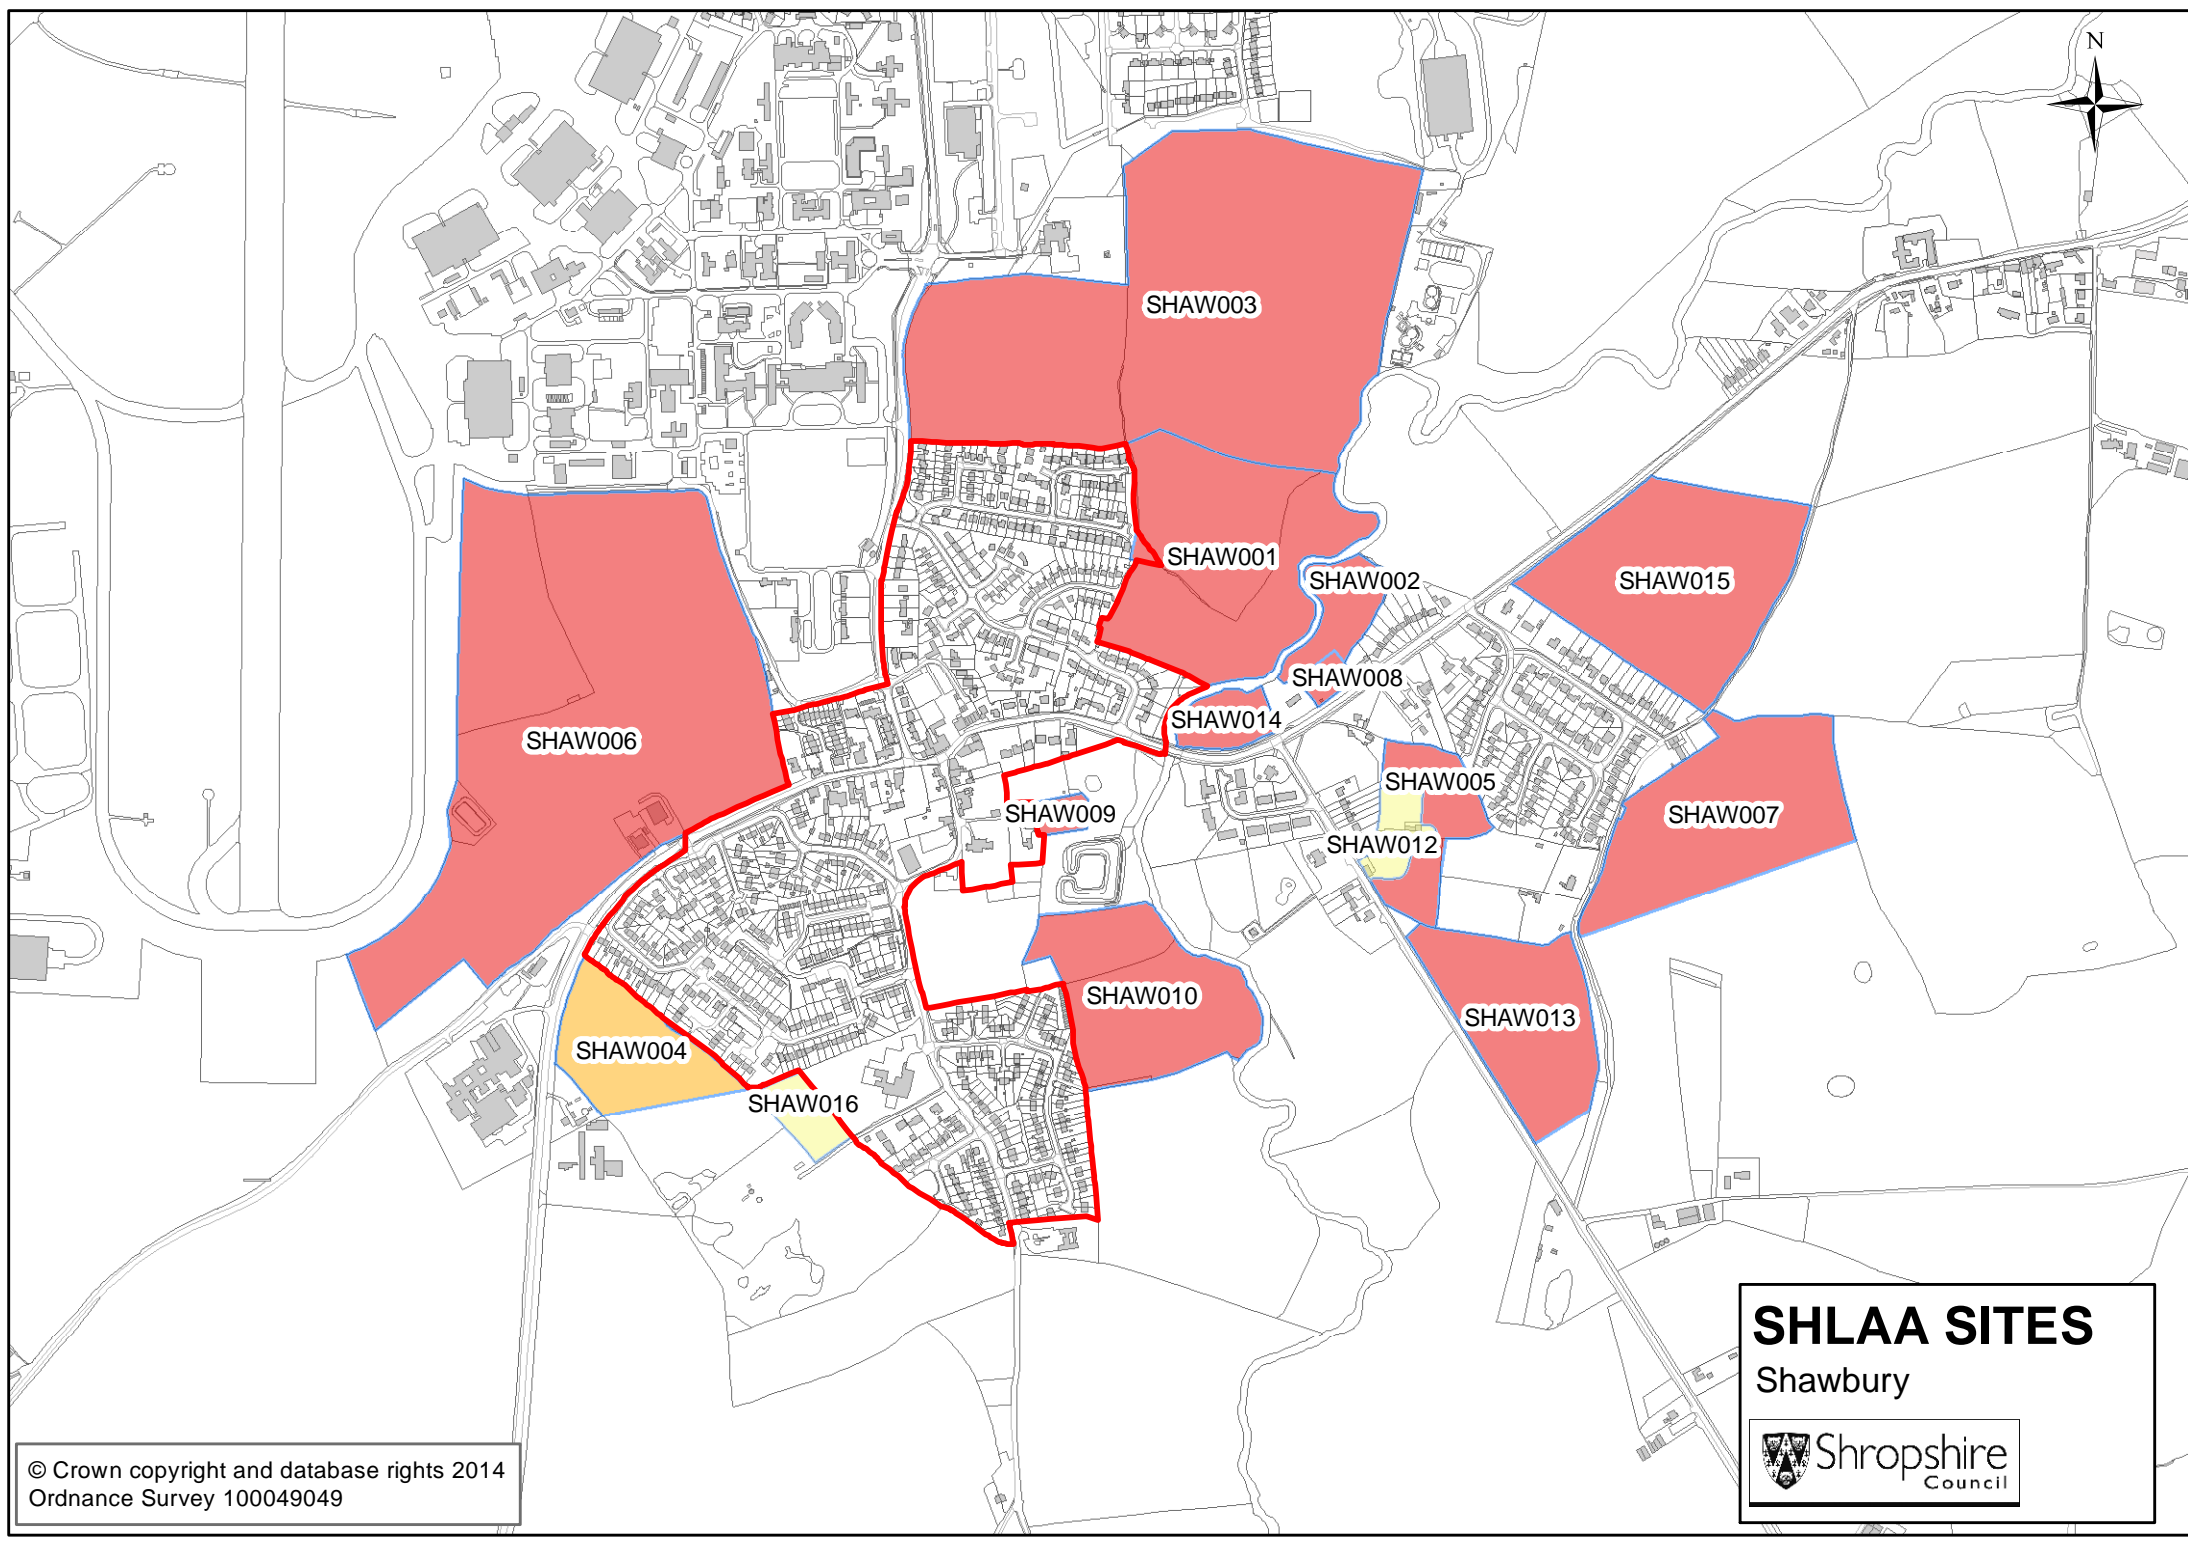 N
SHAW003
SHAW001
SHAW002
SHAW015
SHAW008
SHAW014
SHAW006
SHAW005
SHAW009
SHAW007
SHAW012
SHAW010
SHAW013
SHAW004
SHAW016
SHLAA SITES
Shawbury
Shropshire
Council
© Crown copyright and database rights 2014
Ordnance Survey 100049049